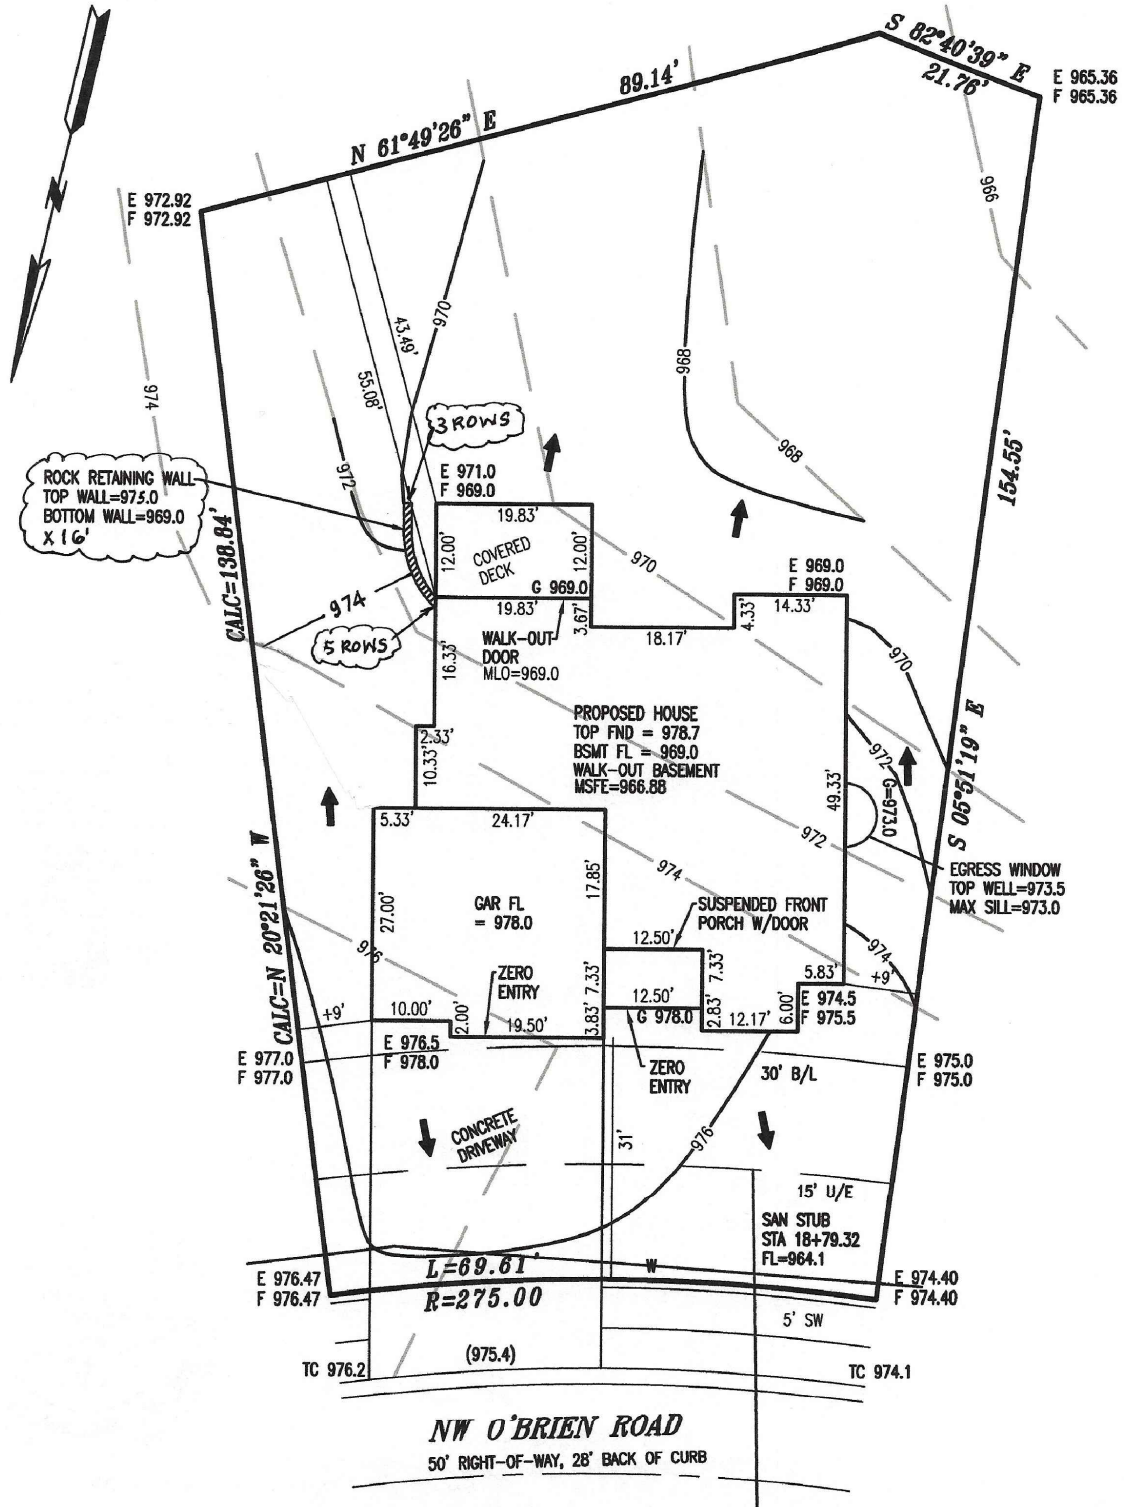 S 82°40'39" E
21.76'
E 965.36
F 965.36
89.14'
N 61°49'26" E
E 972.92
F 972.92
N
966
974
970
43.49'
55.08'
968
968
972
3 ROWS
ROCK RETAINING WALL
TOP WALL=975.0
BOTTOM WALL=969.0
X 16'
E 971.0
F 969.0
154.55'
CALC=138.84'
19.83'
12.00'
COVERED
DECK
12.00'
G 969.0
970
E 969.0
F 969.0
14.33'
4.33'
974
19.83'
3.67'
18.17'
5 ROWS
WALK-OUT
DOOR
MLO=969.0
16.33'
970
PROPOSED HOUSE
TOP FND = 978.7
BSMT FL = 969.0
WALK-OUT BASEMENT
MSFE=966.88
2.33'
10.33'
972
G=973.0
49.33'
S 05°51'19" E
5.33'
24.17'
972
974
EGRESS WINDOW
TOP WELL=973.5
MAX SILL=973.0
CALC=N 20°21'26" W
27.00'
17.85'
GAR FL
= 978.0
SUSPENDED FRONT
PORCH W/DOOR
12.50'
976
974
7.33'
7.33'
5.83'
+9'
ZERO
ENTRY
+9'
10.00'
2.00'
19.50'
3.83'
12.50'
G 978.0
2.83'
12.17'
6.00'
E 974.5
F 975.5
E 976.5
F 978.0
E 977.0
F 977.0
ZERO
ENTRY
30' B/L
E 975.0
F 975.0
CONCRETE
DRIVEWAY
31'
976
15' U/E
SAN STUB
STA 18+79.32
FL=964.1
W
L=69.61'
R=275.00
E 976.47
F 976.47
E 974.40
F 974.40
5' SW
TC 976.2
(975.4)
TC 974.1
NW O'BRIEN ROAD
50' RIGHT-OF-WAY, 28' BACK OF CURB